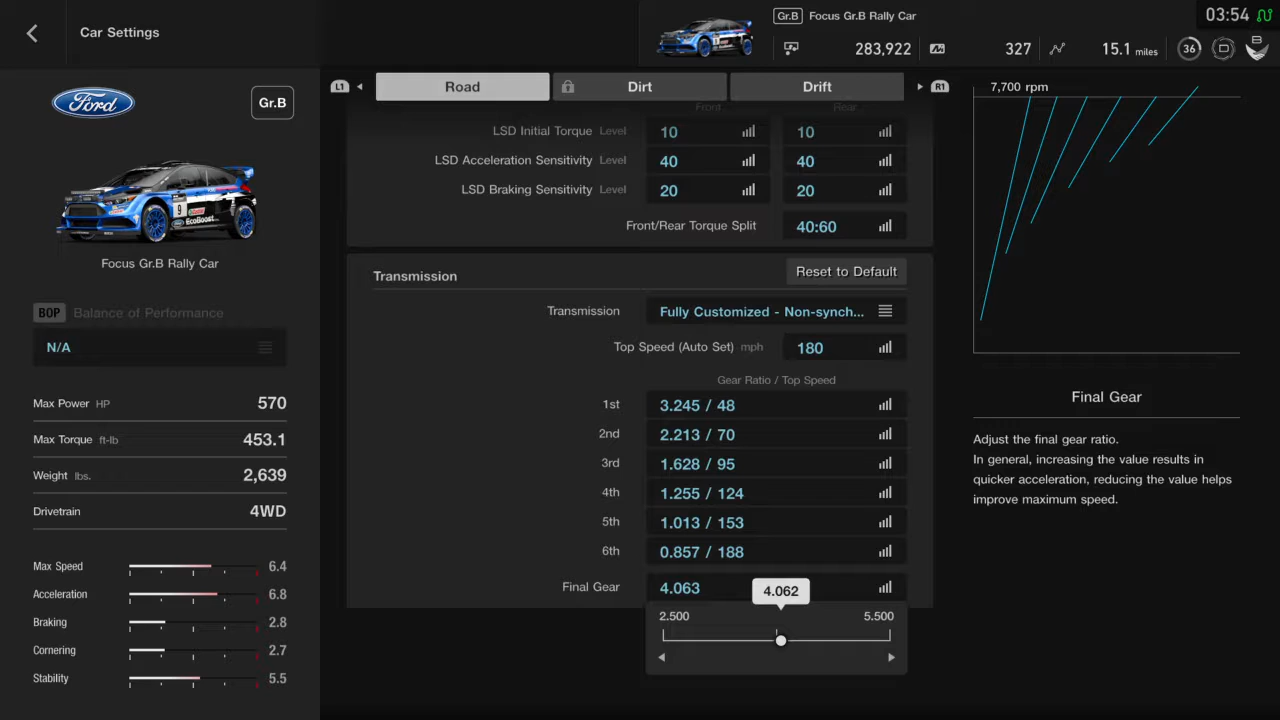 Car Settings
Gr.B Focus Gr.B Rally Car
03:54
283,922
327
15.1 miles
36
B
Ford
Gr.B
9
EcoBoost
Focus Gr.B Rally Car
BOP Balance of Performance
N/A
Max Power HP 570
Max Torque ft-lb 453.1
Weight lbs. 2,639
Drivetrain 4WD
Max Speed 6.4
Acceleration 6.8
Braking 2.8
Cornering 2.7
Stability 5.5
L1 Road Dirt Drift R1
Front Rear
LSD Initial Torque Level 10 10
LSD Acceleration Sensitivity Level 40 40
LSD Braking Sensitivity Level 20 20
Front/Rear Torque Split 40:60
Transmission Reset to Default
Transmission Fully Customized - Non-synch...
Top Speed (Auto Set) mph 180
Gear Ratio / Top Speed
1st 3.245 / 48
2nd 2.213 / 70
3rd 1.628 / 95
4th 1.255 / 124
5th 1.013 / 153
6th 0.857 / 188
Final Gear 4.063
4.062
2.500 5.500
7,700 rpm
Final Gear
Adjust the final gear ratio.
In general, increasing the value results in
quicker acceleration, reducing the value helps
improve maximum speed.